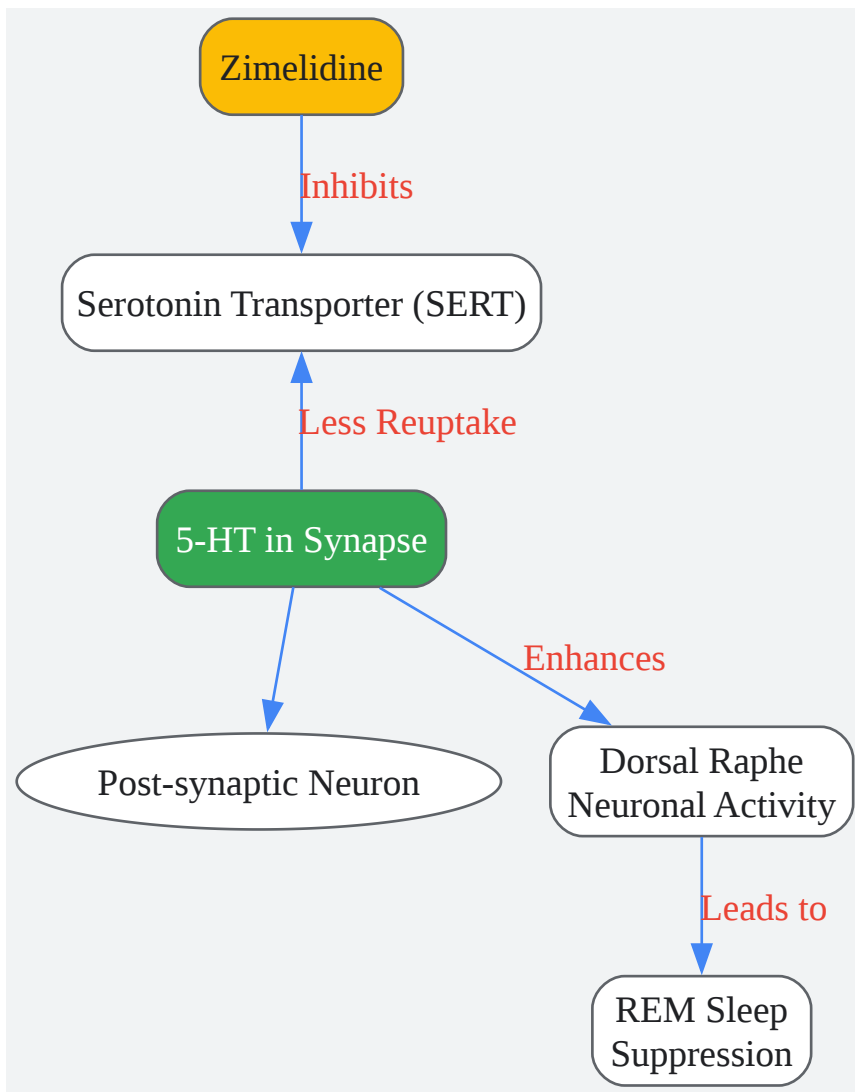 Zimelidine
Inhibits
Serotonin Transporter (SERT)
Less Reuptake
5-HT in Synapse
Enhances
Post-synaptic Neuron
Dorsal Raphe
Neuronal Activity
Leads to
REM Sleep
Suppression